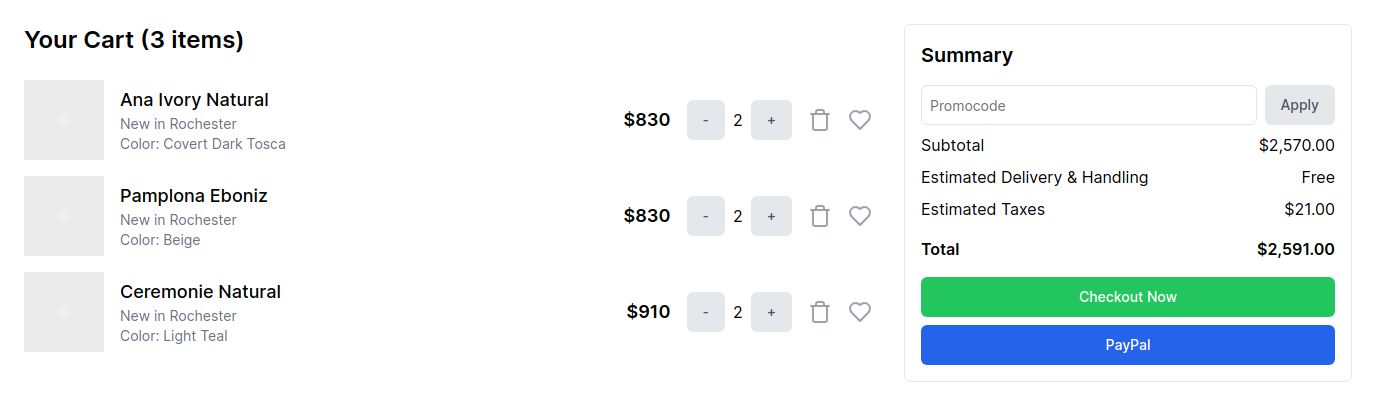 Your Cart (3 items)
Ana Ivory Natural
New in Rochester
Color: Covert Dark Tosca
$830
-
2
+
Pamplona Eboniz
New in Rochester
Color: Beige
$830
-
2
+
Ceremonie Natural
New in Rochester
Color: Light Teal
$910
-
2
+
Summary
Promocode
Apply
Subtotal $2,570.00
Estimated Delivery & Handling Free
Estimated Taxes $21.00
Total $2,591.00
Checkout Now
PayPal